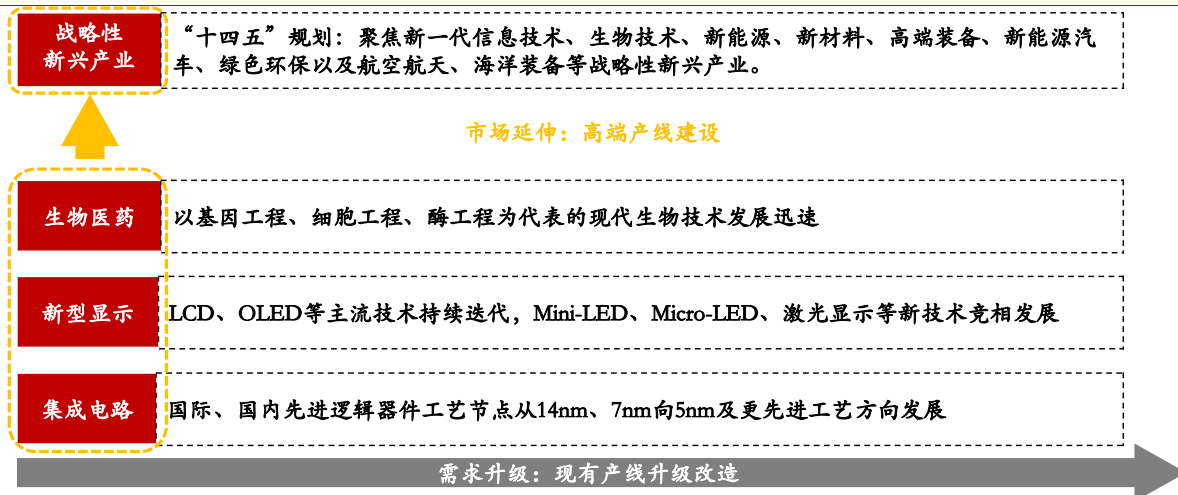 战略性
新兴产业
“十四五”规划：聚焦新一代信息技术、生物技术、新能源、新材料、高端装备、新能源汽
车、绿色环保以及航空航天、海洋装备等战略性新兴产业。
市场延伸：高端产线建设
生物医药
以基因工程、细胞工程、酶工程为代表的现代生物技术发展迅速
新型显示
LCD、OLED等主流技术持续迭代，Mini-LED、Micro-LED、激光显示等新技术竞相发展
集成电路
国际、国内先进逻辑器件工艺节点从14nm、7nm向5nm及更先进工艺方向发展
需求升级：现有产线升级改造